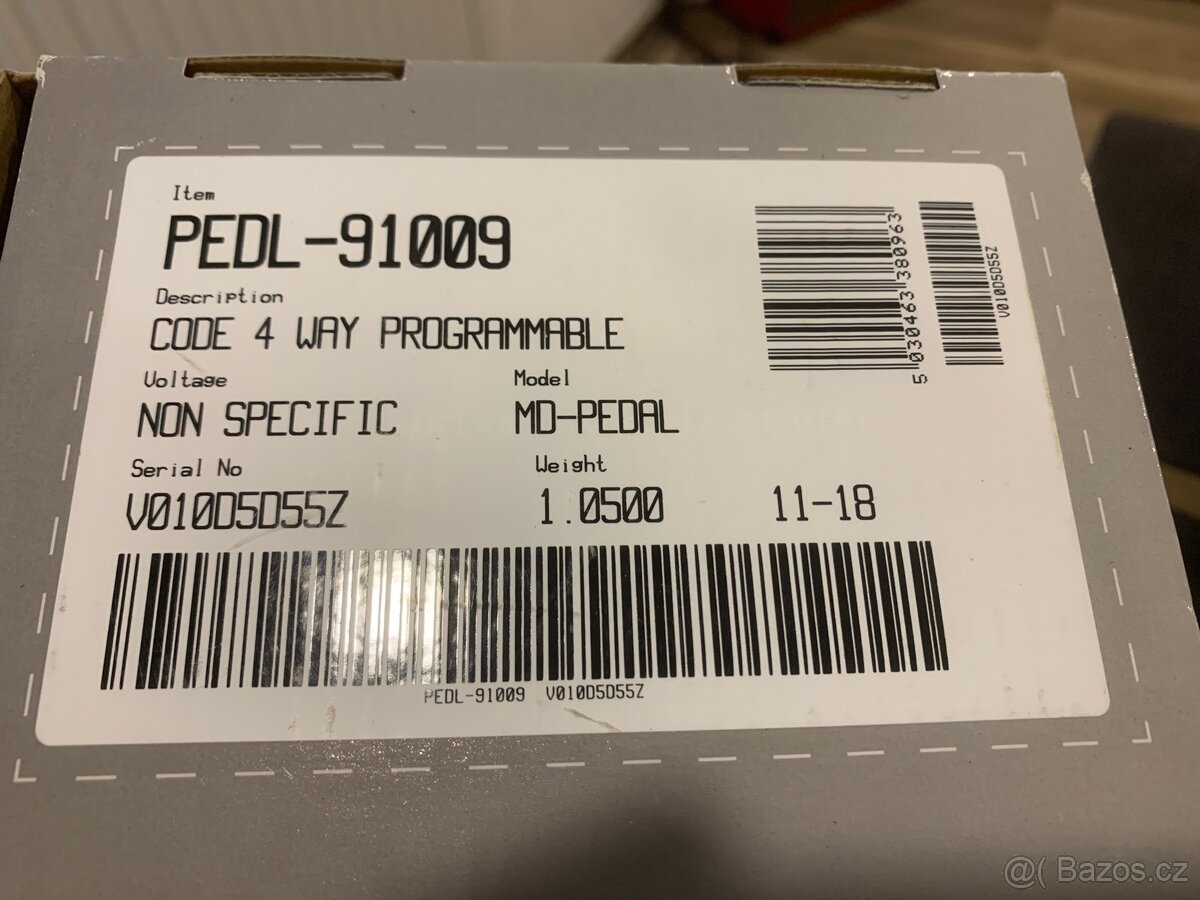 Item
PEDL-91009
Description
CODE 4 WAY PROGRAMMABLE
Voltage
NON SPECIFIC
Model
MD-PEDAL
Serial No
V010D5D55Z
Weight
1.0500
11-18
PEDL-91009 V010D5D55Z
5 030463 380963
V010D5D55Z
@( Bazos.cz